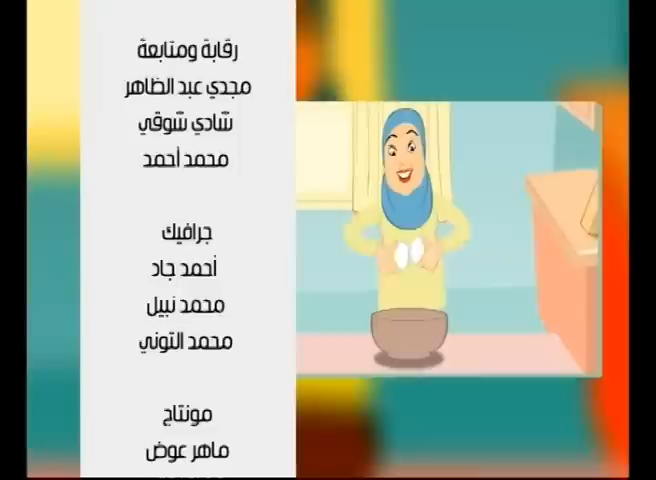 رقابة ومتابعة
مجدي عبد الظاهر
شادي شوقي
محمد أحمد
جرافيك
أحمد جاد
محمد نبيل
محمد التوني
مونتاج
ماهر عوض